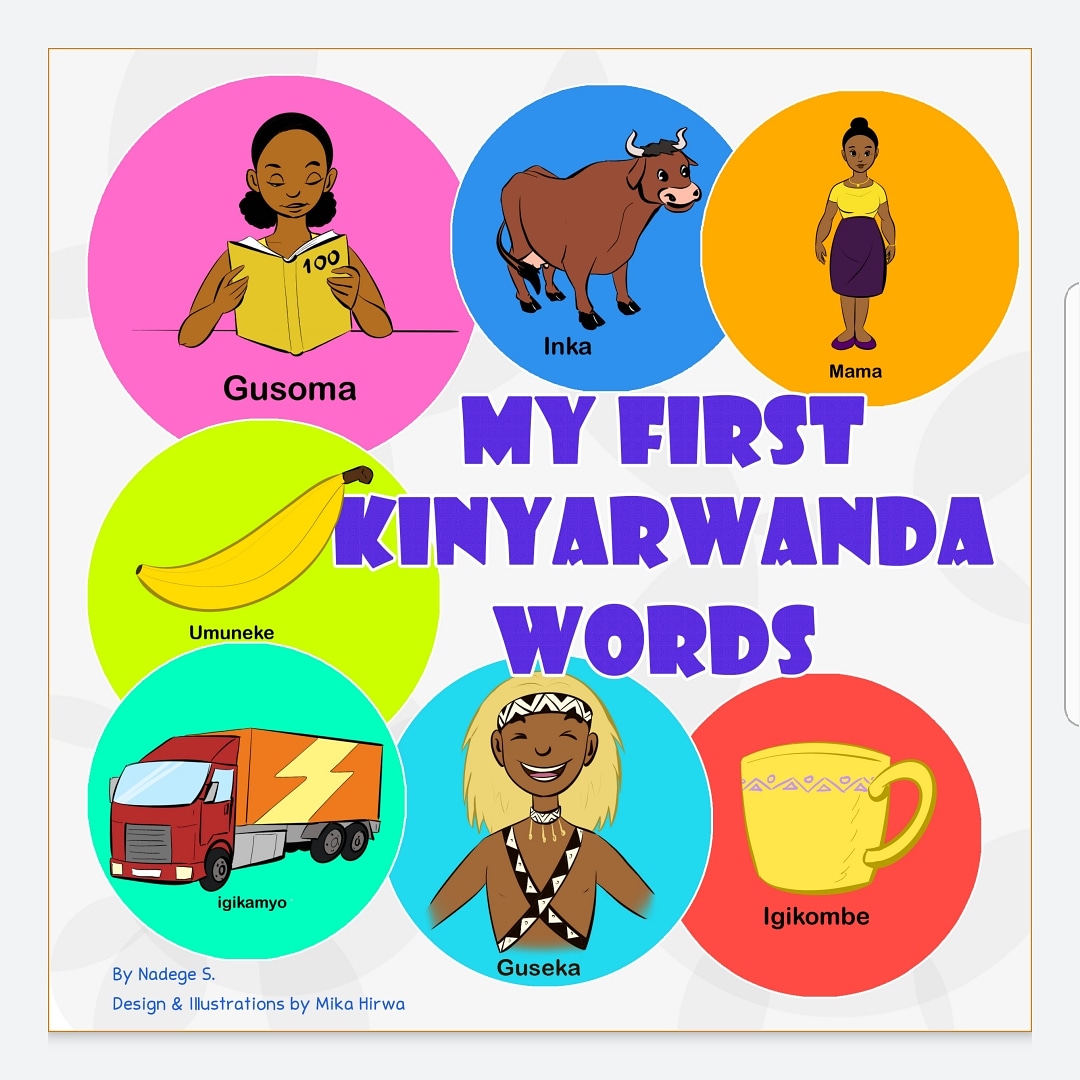 100
Gusoma
Inka
Mama
MY FIRST
KINYARWANDA
WORDS
Umuneke
igikamyo
Guseka
Igikombe
By Nadege S.
Design & Illustrations by Mika Hirwa